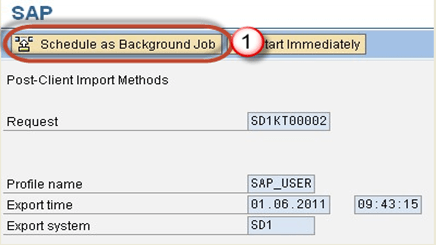 SAP
Schedule as Background Job 1 Start Immediately
Post-Client Import Methods
Request SD1KT00002
Profile name SAP_USER
Export time 01.06.2011 09:43:15
Export system SD1